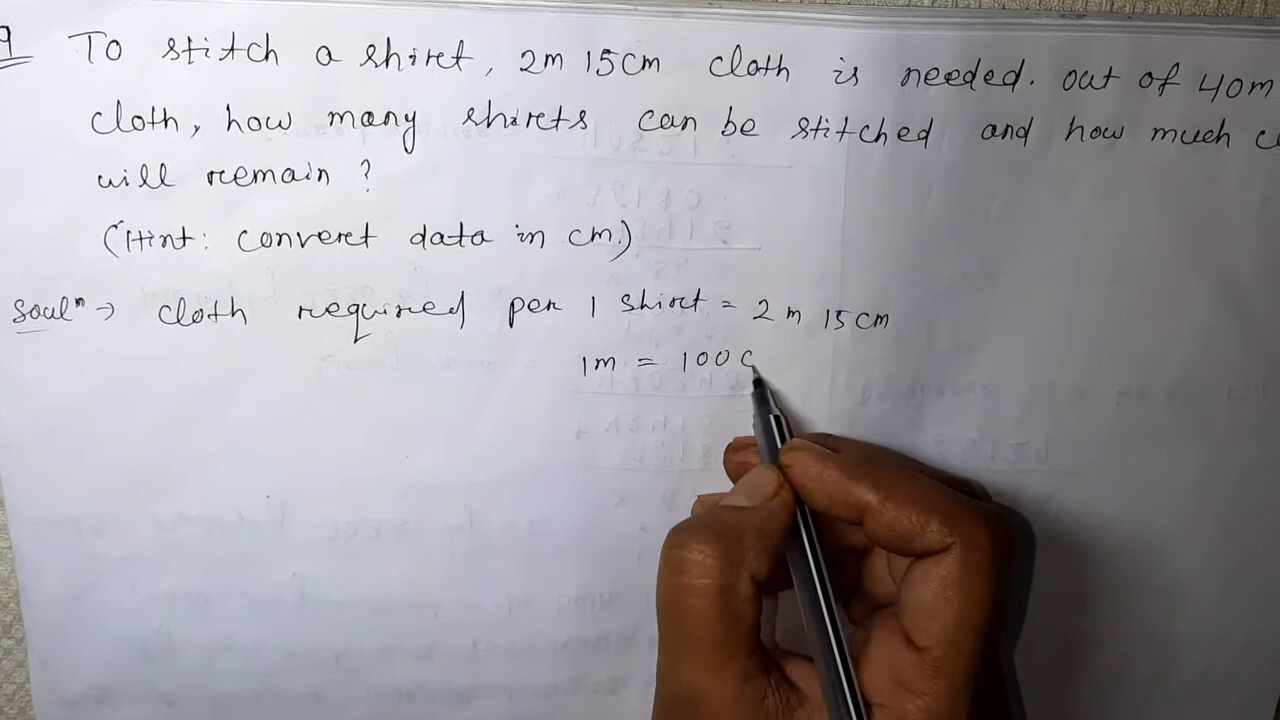 9 To stitch a shirt, 2m 15cm cloth is needed. out of 40m
cloth, how many shirts can be stitched and how much
will remain?
(Hint: convert data in cm.)
Soulⁿ → cloth required per 1 shirt = 2 m 15 cm
1m = 100 c